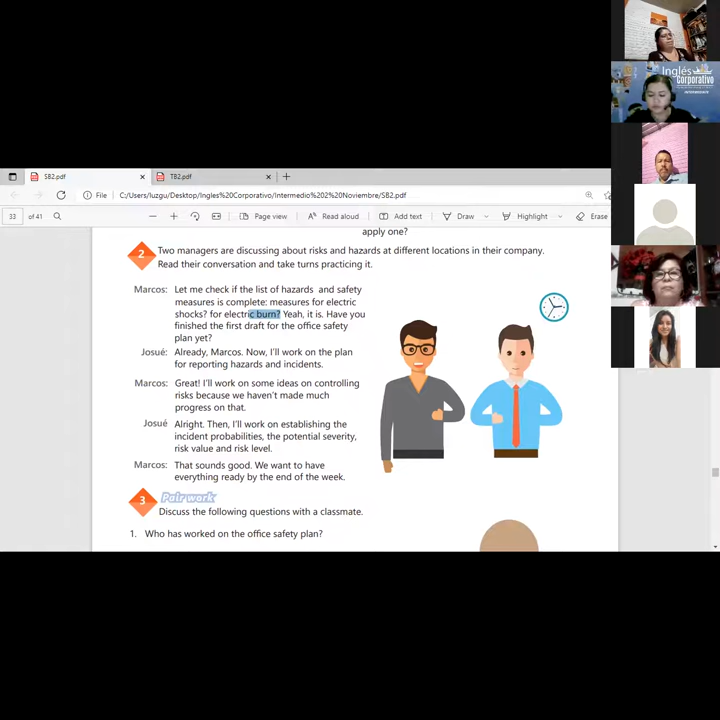 SB2.pdf
TB2.pdf
File
C:/Users/luzgu/Desktop/Ingles%20Corporativo/Intermedio%202%20Noviembre/SB2.pdf
33 of 41
Page view
Read aloud
Add text
Draw
Highlight
Erase
apply one?
2 Two managers are discussing about risks and hazards at different locations in their company.
Read their conversation and take turns practicing it.
Marcos: Let me check if the list of hazards and safety
measures is complete: measures for electric
shocks? for electric burn? Yeah, it is. Have you
finished the first draft for the office safety
plan yet?
Josué: Already, Marcos. Now, I'll work on the plan
for reporting hazards and incidents.
Marcos: Great! I'll work on some ideas on controlling
risks because we haven't made much
progress on that.
Josué Alright. Then, I'll work on establishing the
incident probabilities, the potential severity,
risk value and risk level.
Marcos: That sounds good. We want to have
everything ready by the end of the week.
3 Pair work
Discuss the following questions with a classmate.
1. Who has worked on the office safety plan?
Inglés
Corporativo